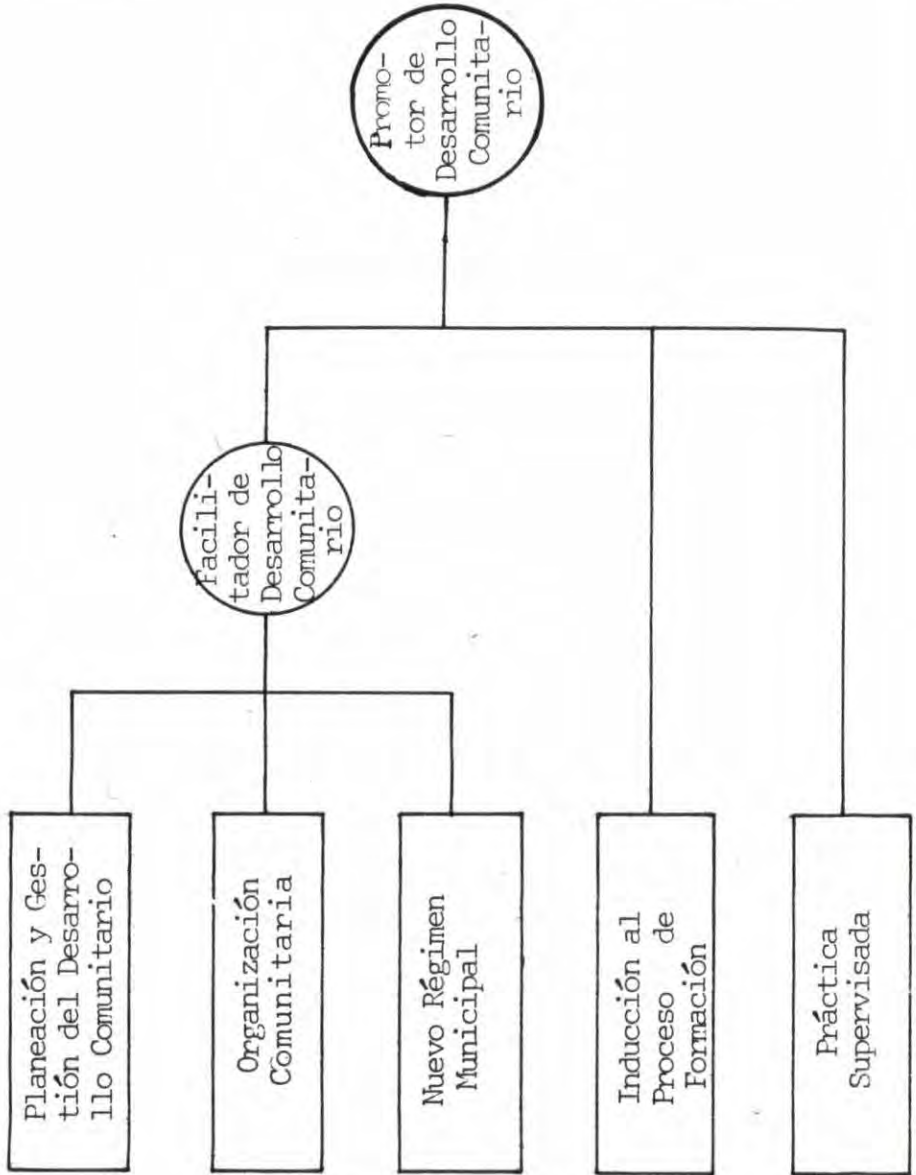 Planeación y Ges-
tión del Desarro-
llo Comunitario
Organización
Comunitaria
Nuevo Régimen
Municipal
Inducción al
Proceso de
Formación
Práctica
Supervisada
Facili-
tador de
Desarrollo
Comunita-
rio
Promo-
tor de
Desarrollo
Comunita-
rio